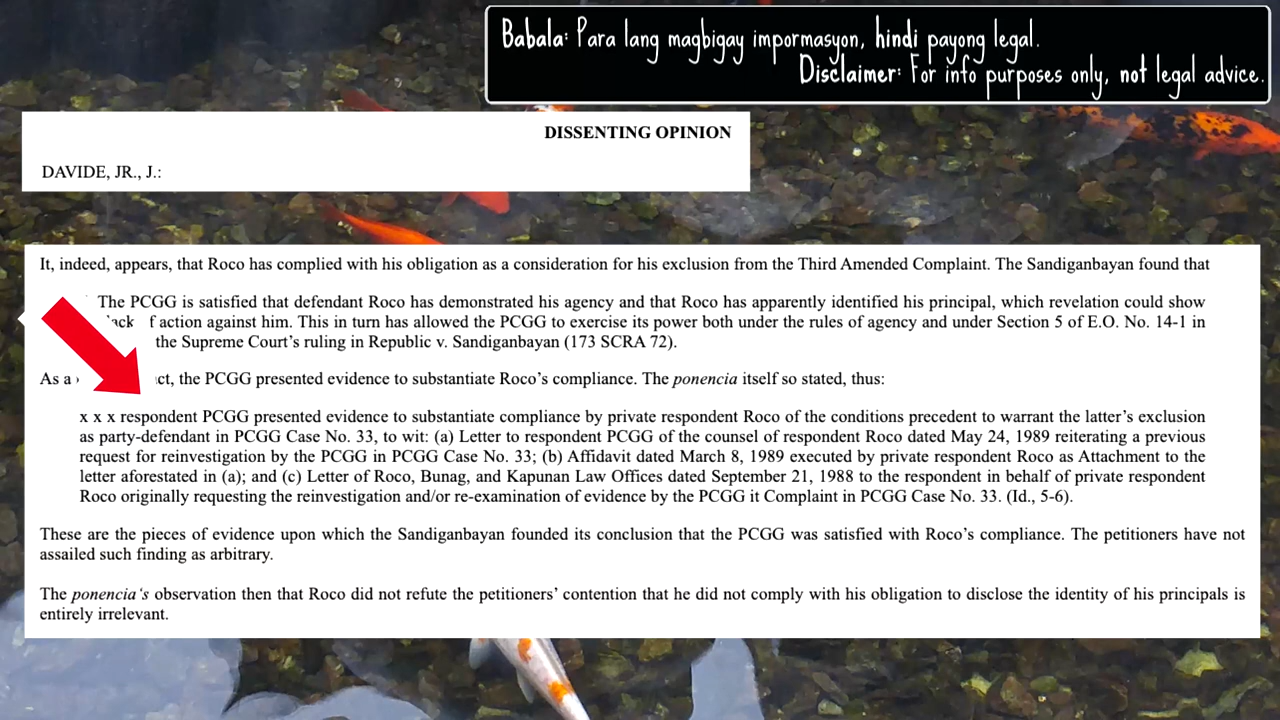 Babala: Para lang magbigay impormasyon, hindi payong legal.
Disclaimer: For info purposes only, not legal advice.
DISSENTING OPINION
DAVIDE, JR., J.:
It, indeed, appears, that Roco has complied with his obligation as a consideration for his exclusion from the Third Amended Complaint. The Sandiganbayan found that
The PCGG is satisfied that defendant Roco has demonstrated his agency and that Roco has apparently identified his principal, which revelation could show
lack f action against him. This in turn has allowed the PCGG to exercise its power both under the rules of agency and under Section 5 of E.O. No. 14-1 in
the Supreme Court's ruling in Republic v. Sandiganbayan (173 SCRA 72).
As a ct, the PCGG presented evidence to substantiate Roco's compliance. The ponencia itself so stated, thus:
x x x respondent PCGG presented evidence to substantiate compliance by private respondent Roco of the conditions precedent to warrant the latter's exclusion
as party-defendant in PCGG Case No. 33, to wit: (a) Letter to respondent PCGG of the counsel of respondent Roco dated May 24, 1989 reiterating a previous
request for reinvestigation by the PCGG in PCGG Case No. 33; (b) Affidavit dated March 8, 1989 executed by private respondent Roco as Attachment to the
letter aforestated in (a); and (c) Letter of Roco, Bunag, and Kapunan Law Offices dated September 21, 1988 to the respondent in behalf of private respondent
Roco originally requesting the reinvestigation and/or re-examination of evidence by the PCGG it Complaint in PCGG Case No. 33. (Id., 5-6).
These are the pieces of evidence upon which the Sandiganbayan founded its conclusion that the PCGG was satisfied with Roco's compliance. The petitioners have not
assailed such finding as arbitrary.
The ponencia's observation then that Roco did not refute the petitioners' contention that he did not comply with his obligation to disclose the identity of his principals is
entirely irrelevant.